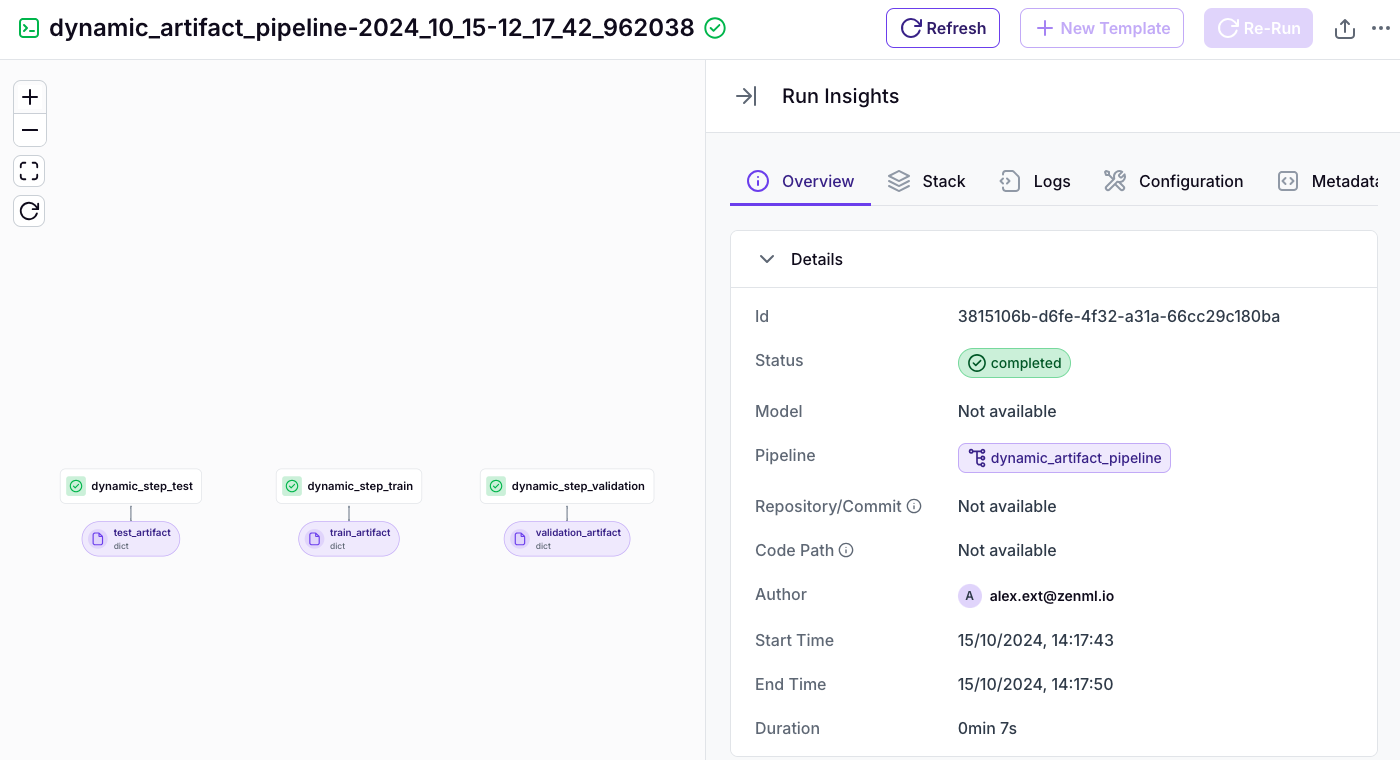 dynamic_artifact_pipeline-2024_10_15-12_17_42_962038
Refresh
New Template
Re-Run
Run Insights
Overview
Stack
Logs
Configuration
Metadata
Details
Id
3815106b-d6fe-4f32-a31a-66cc29c180ba
Status
completed
Model
Not available
Pipeline
dynamic_artifact_pipeline
Repository/Commit
Not available
Code Path
Not available
Author
A
alex.ext@zenml.io
Start Time
15/10/2024, 14:17:43
End Time
15/10/2024, 14:17:50
Duration
0min 7s
dynamic_step_test
test_artifact
dict
dynamic_step_train
train_artifact
dict
dynamic_step_validation
validation_artifact
dict